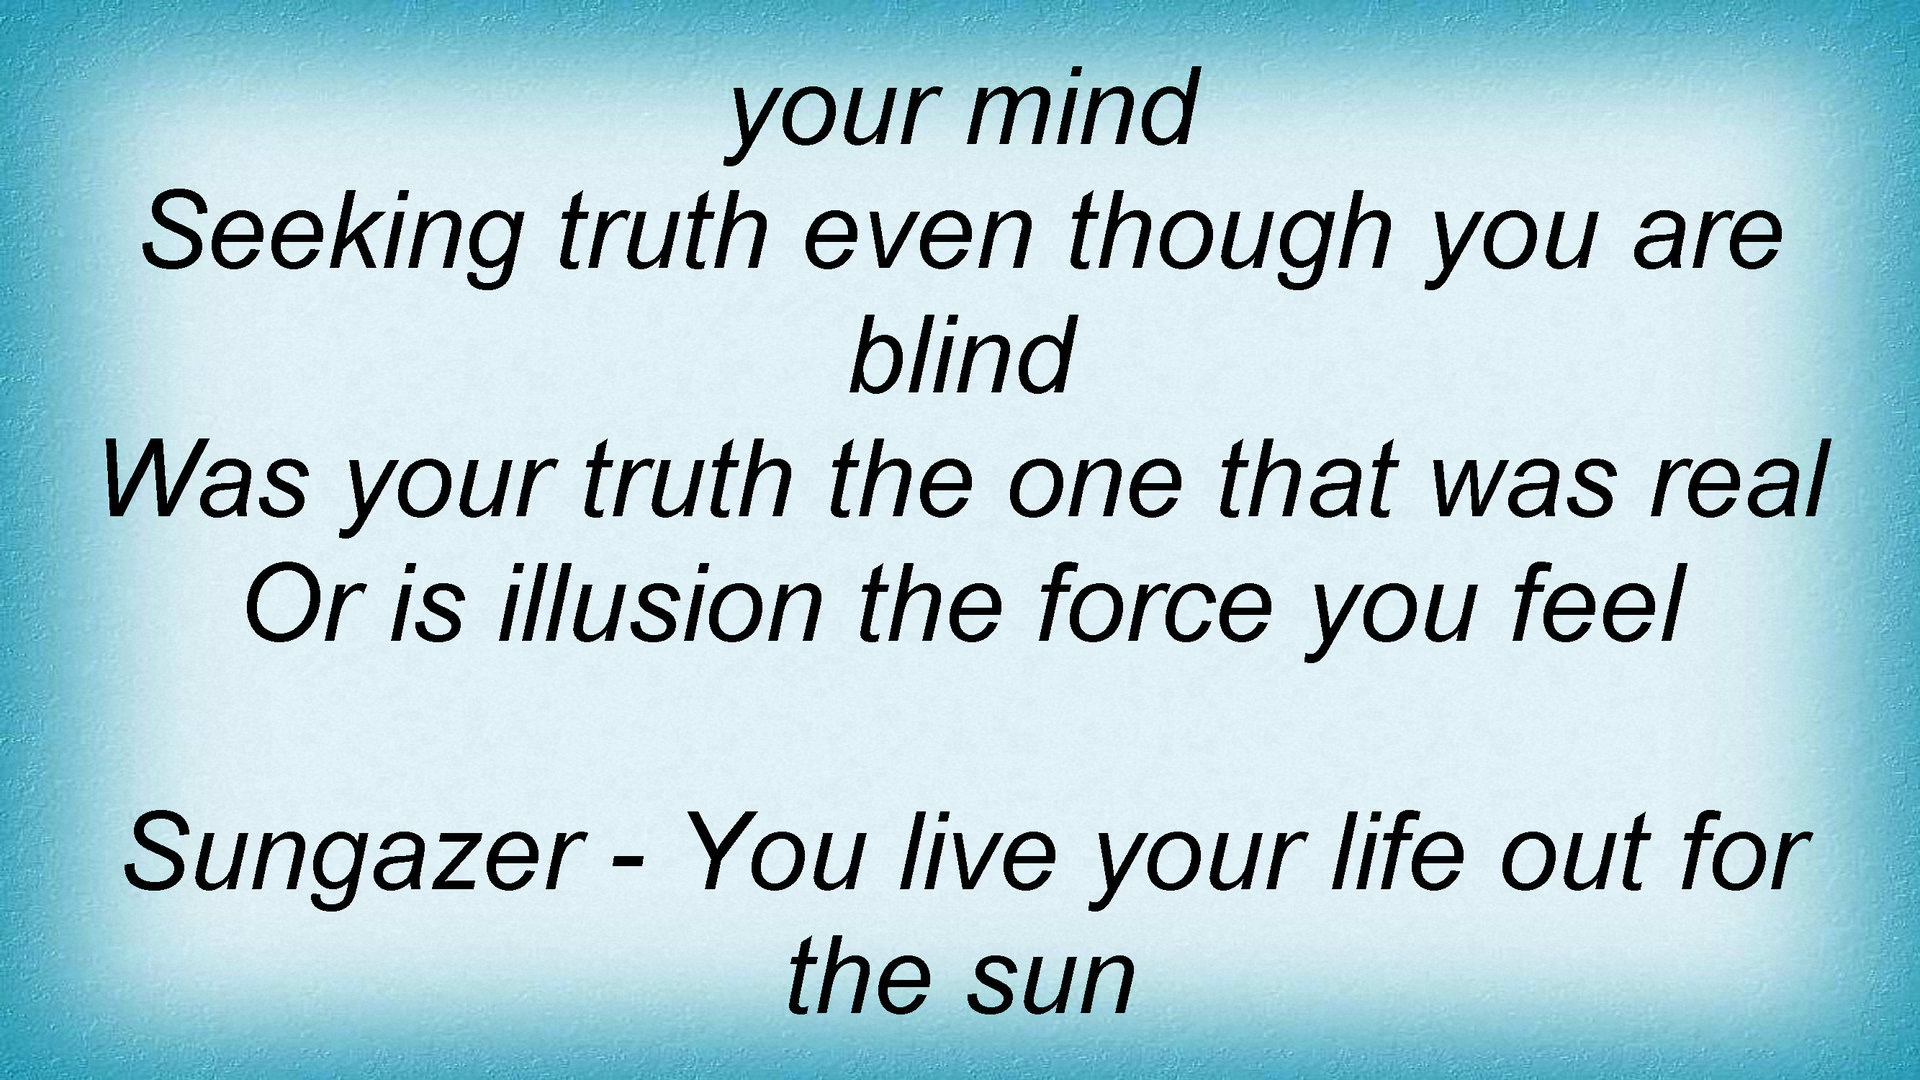 your mind
Seeking truth even though you are
blind
Was your truth the one that was real
Or is illusion the force you feel
Sungazer - You live your life out for
the sun